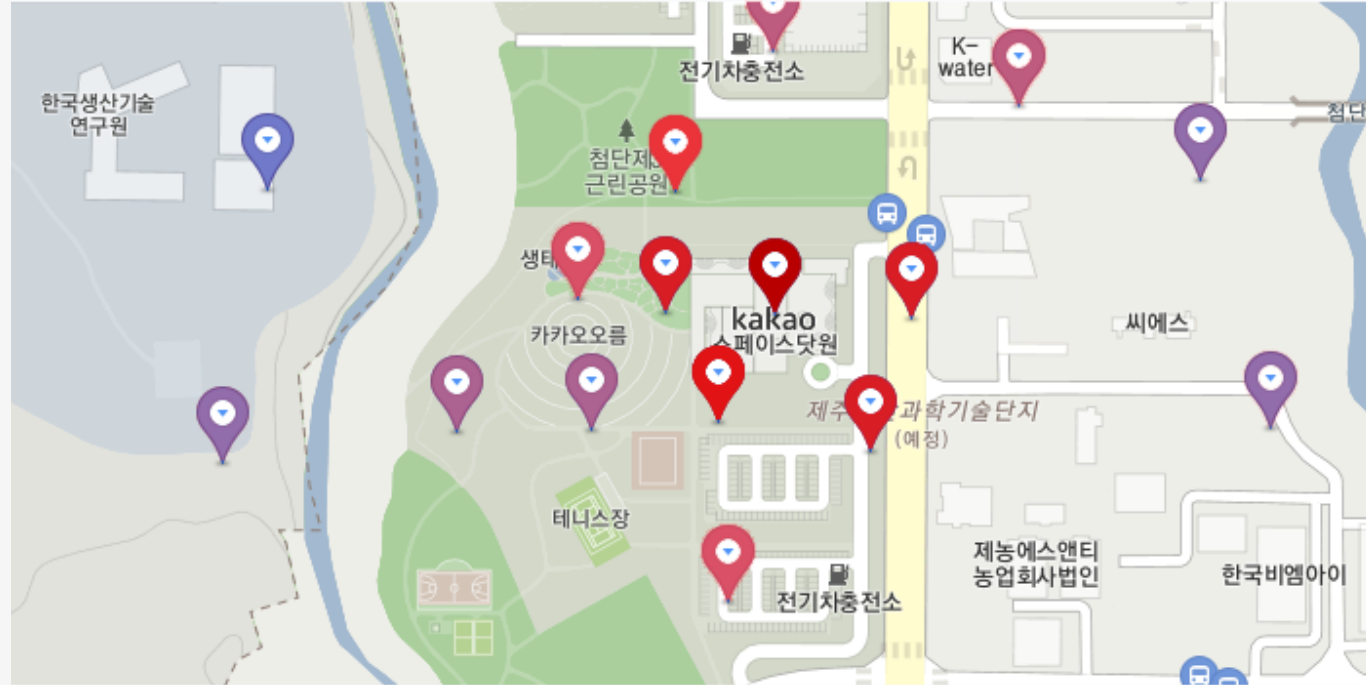 K-
water
전기차충전소
한국생산기술
연구원
첨단
첨단제
근린공원
생태
kakao
스페이스닷원
카카오오름
씨에스
제주
과학기술단지
(예정)
테니스장
제농에스앤티
농업회사법인
한국비엠아이
전기차충전소